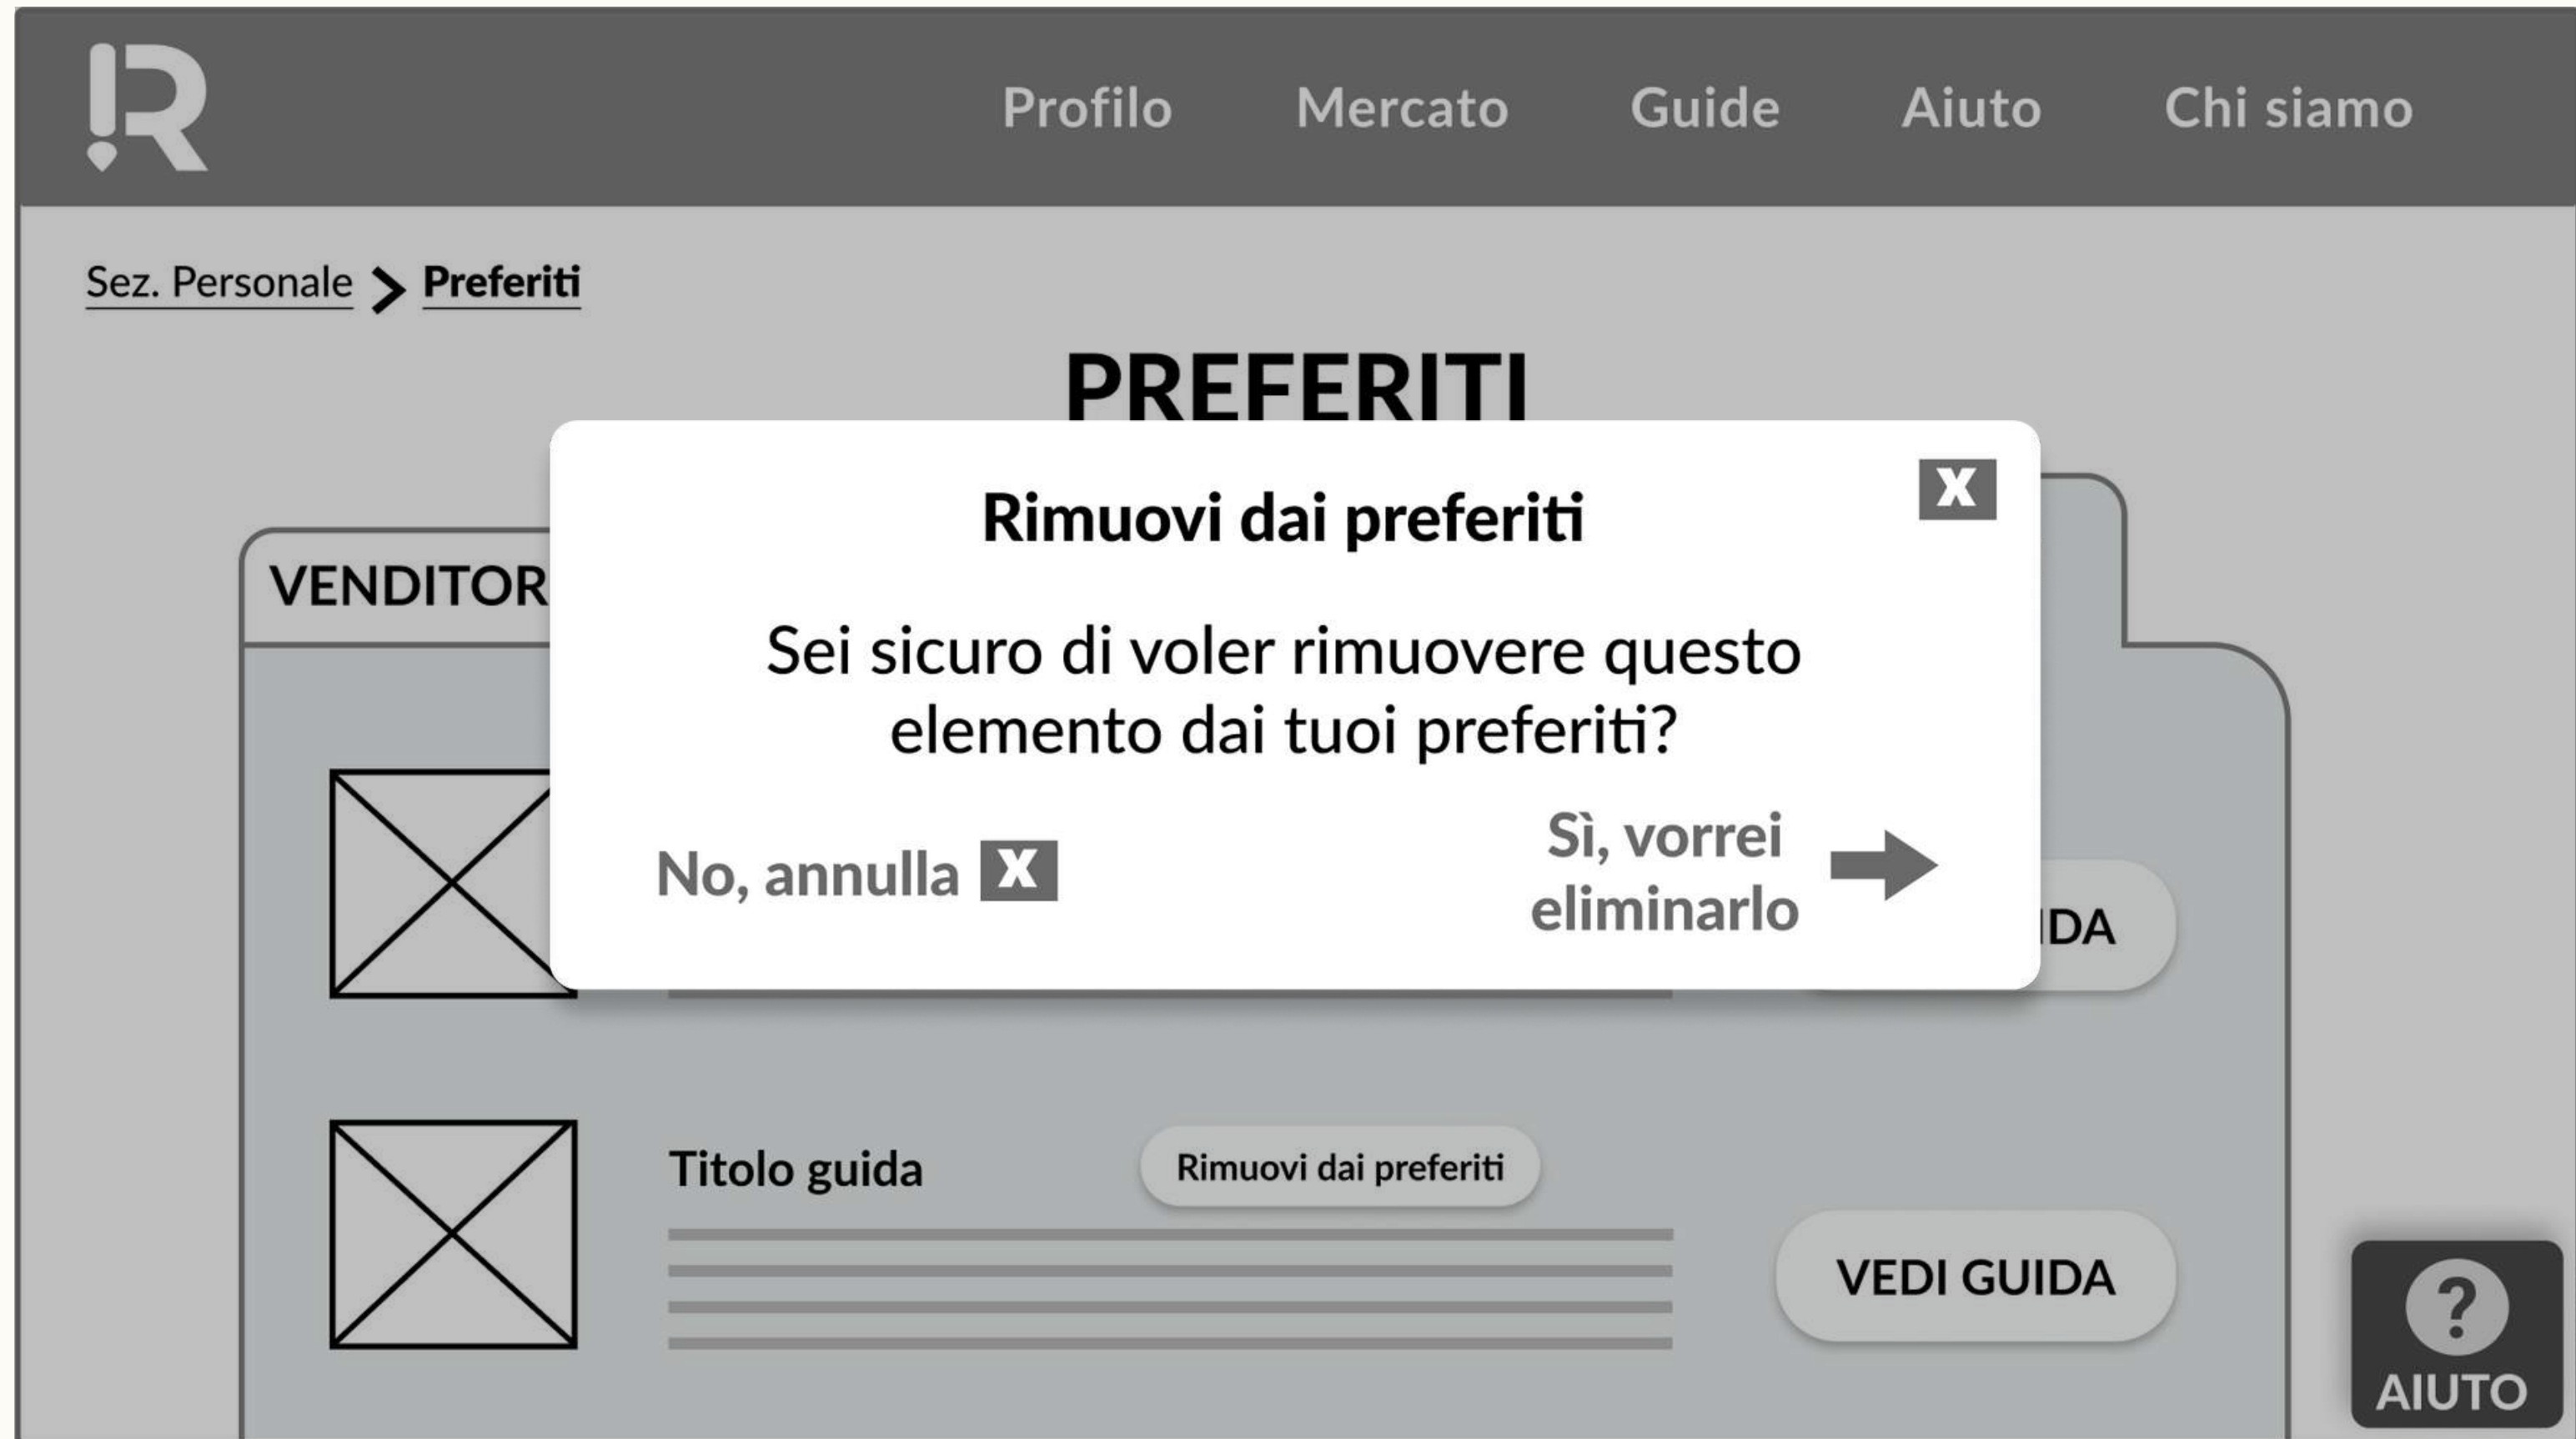 R
Profilo
Mercato
Guide
Aiuto
Chi siamo
Sez. Personale > Preferiti
PREFERITI
VENDITOR
Rimuovi dai preferiti
X
Sei sicuro di voler rimuovere questo
elemento dai tuoi preferiti?
No, annulla X
Sì, vorrei
eliminarlo
IDA
Titolo guida
Rimuovi dai preferiti
VEDI GUIDA
?
AIUTO